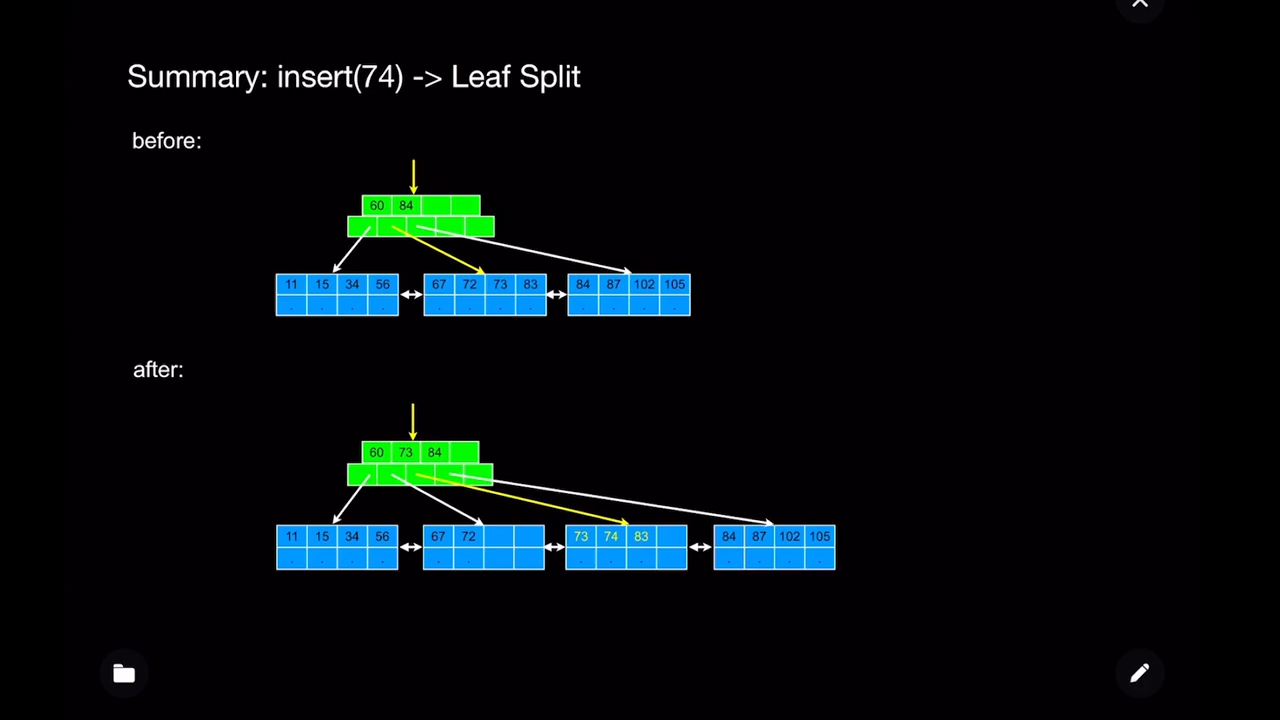 Summary: insert(74) -> Leaf Split
before:
60 84
11 15 34 56 67 72 73 83 84 87 102 105
after:
60 73 84
11 15 34 56 67 72 73 74 83 84 87 102 105